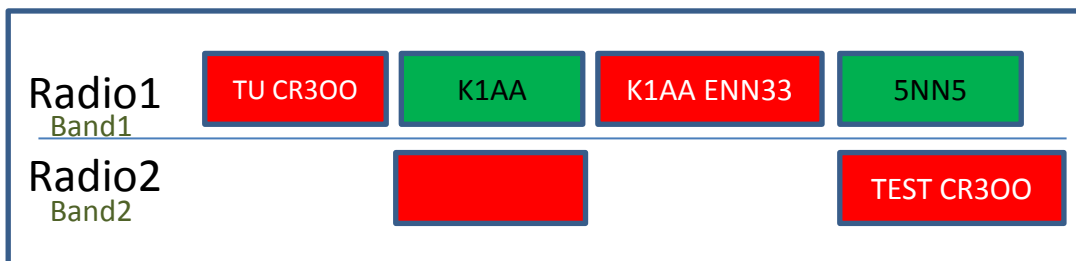 Radio1 TU CR3OO K1AA K1AA ENN33 5NN5
Band1
Radio2 TEST CR3OO
Band2